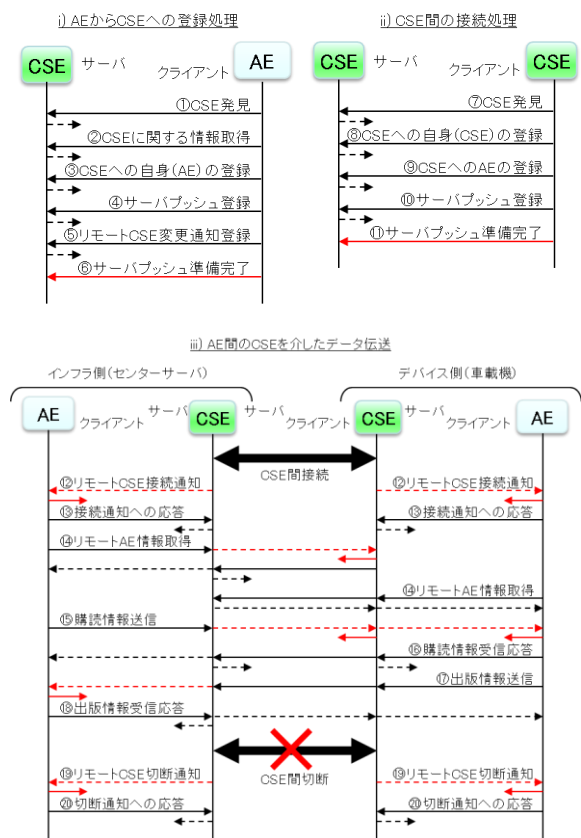 i) AEからCSEへの登録処理
CSE サーバ クライアント AE
①CSE発見
②CSEに関する情報取得
③CSEへの自身(AE)の登録
④サーバプッシュ登録
⑤リモートCSE変更通知登録
⑥サーバプッシュ準備完了
ii) CSE間の接続処理
CSE サーバ クライアント CSE
⑦CSE発見
⑧CSEへの自身(CSE)の登録
⑨CSEへのAEの登録
⑩サーバプッシュ登録
⑪サーバプッシュ準備完了
iii) AE間のCSEを介したデータ伝送
インフラ側(センターサーバ) デバイス側(車載機)
AE クライアント サーバ CSE サーバ クライアント CSE サーバ クライアント AE
CSE間接続
⑫リモートCSE接続通知 ⑫リモートCSE接続通知
⑬接続通知への応答 ⑬接続通知への応答
⑭リモートAE情報取得
⑭リモートAE情報取得
⑮購読情報送信
⑯購読情報受信応答
⑰出版情報送信
⑱出版情報受信応答
CSE間切断
⑲リモートCSE切断通知 ⑲リモートCSE切断通知
⑳切断通知への応答 ⑳切断通知への応答